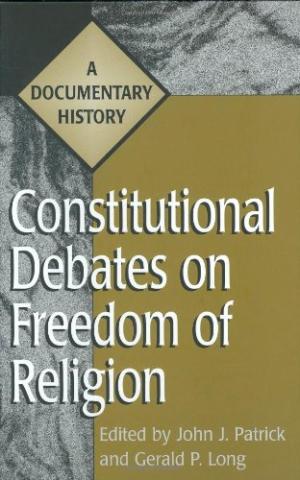 A
DOCUMENTARY
HISTORY
Constitutional
Debates on
Freedom of
Religion
Edited by John J. Patrick
and Gerald P. Long